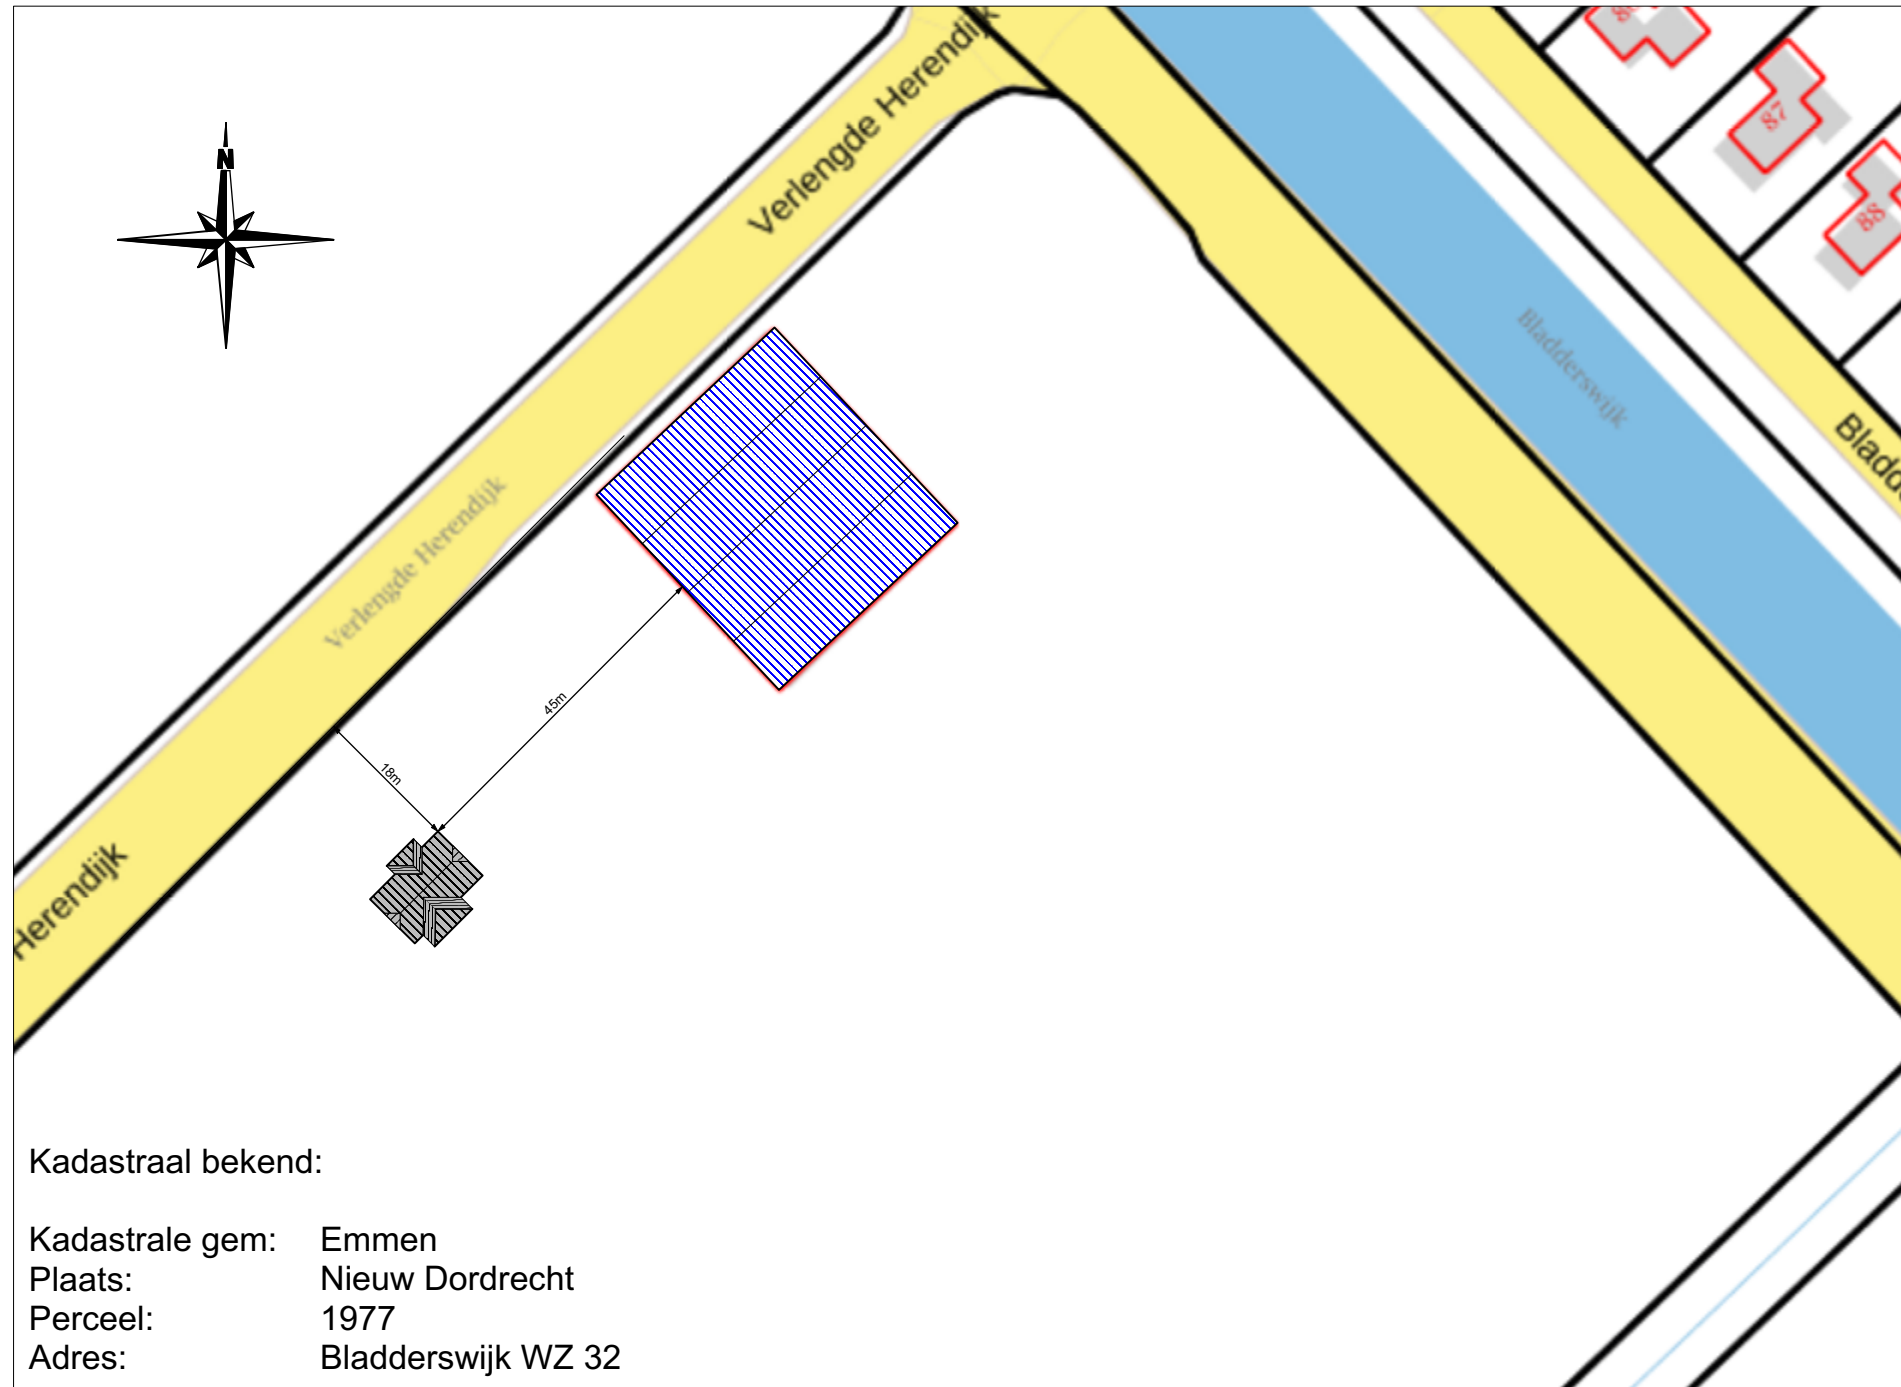 Verlengde Herendijk
N
87
88
Bladderswijk
Verlengde Herendijk
45m
18m
Herendijk
Kadastraal bekend:
Kadastrale gem: Emmen
Plaats: Nieuw Dordrecht
Perceel: 1977
Adres: Bladderswijk WZ 32